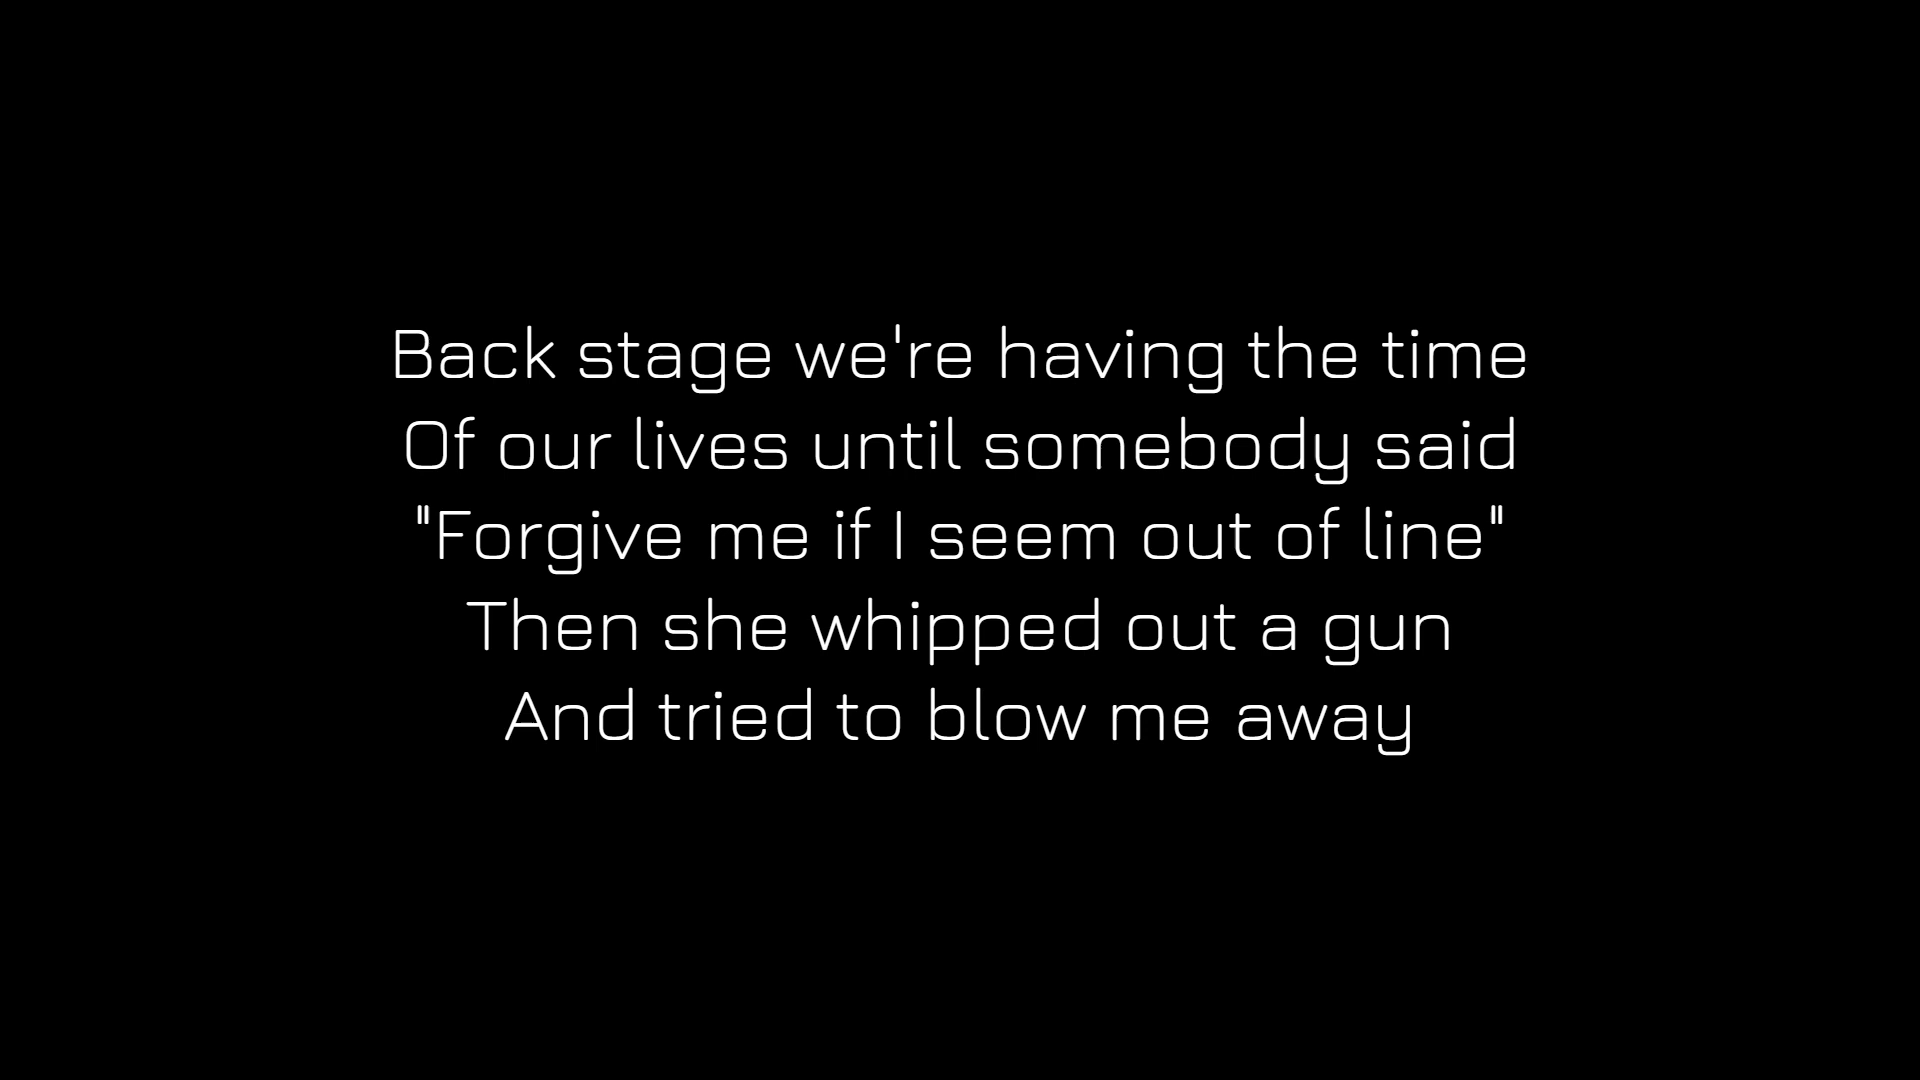 Back stage we're having the time
Of our lives until somebody said
"Forgive me if I seem out of line"
Then she whipped out a gun
And tried to blow me away